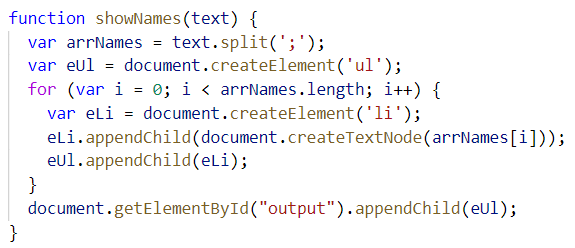 function showNames(text) {
  var arrNames = text.split(';');
  var eUl = document.createElement('ul');
  for (var i = 0; i < arrNames.length; i++) {
    var eLi = document.createElement('li');
    eLi.appendChild(document.createTextNode(arrNames[i]));
    eUl.appendChild(eLi);
  }
  document.getElementById("output").appendChild(eUl);
}